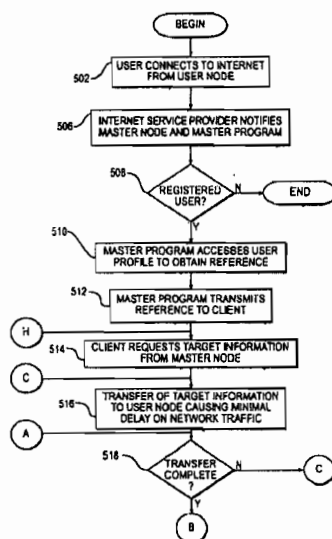 BEGIN
502
USER CONNECTS TO INTERNET
FROM USER NODE
506
INTERNET SERVICE PROVIDER NOTIFIES
MASTER NODE AND MASTER PROGRAM
508
REGISTERED
USER?
N
END
Y
510
MASTER PROGRAM ACCESSES USER
PROFILE TO OBTAIN REFERENCE
512
MASTER PROGRAM TRANSMITS
REFERENCE TO CLIENT
H
514
CLIENT REQUESTS TARGET INFORMATION
FROM MASTER NODE
C
516
TRANSFER OF TARGET INFORMATION
TO USER NODE CAUSING MINIMAL
DELAY ON NETWORK TRAFFIC
A
518
TRANSFER
COMPLETE
?
N
C
Y
B